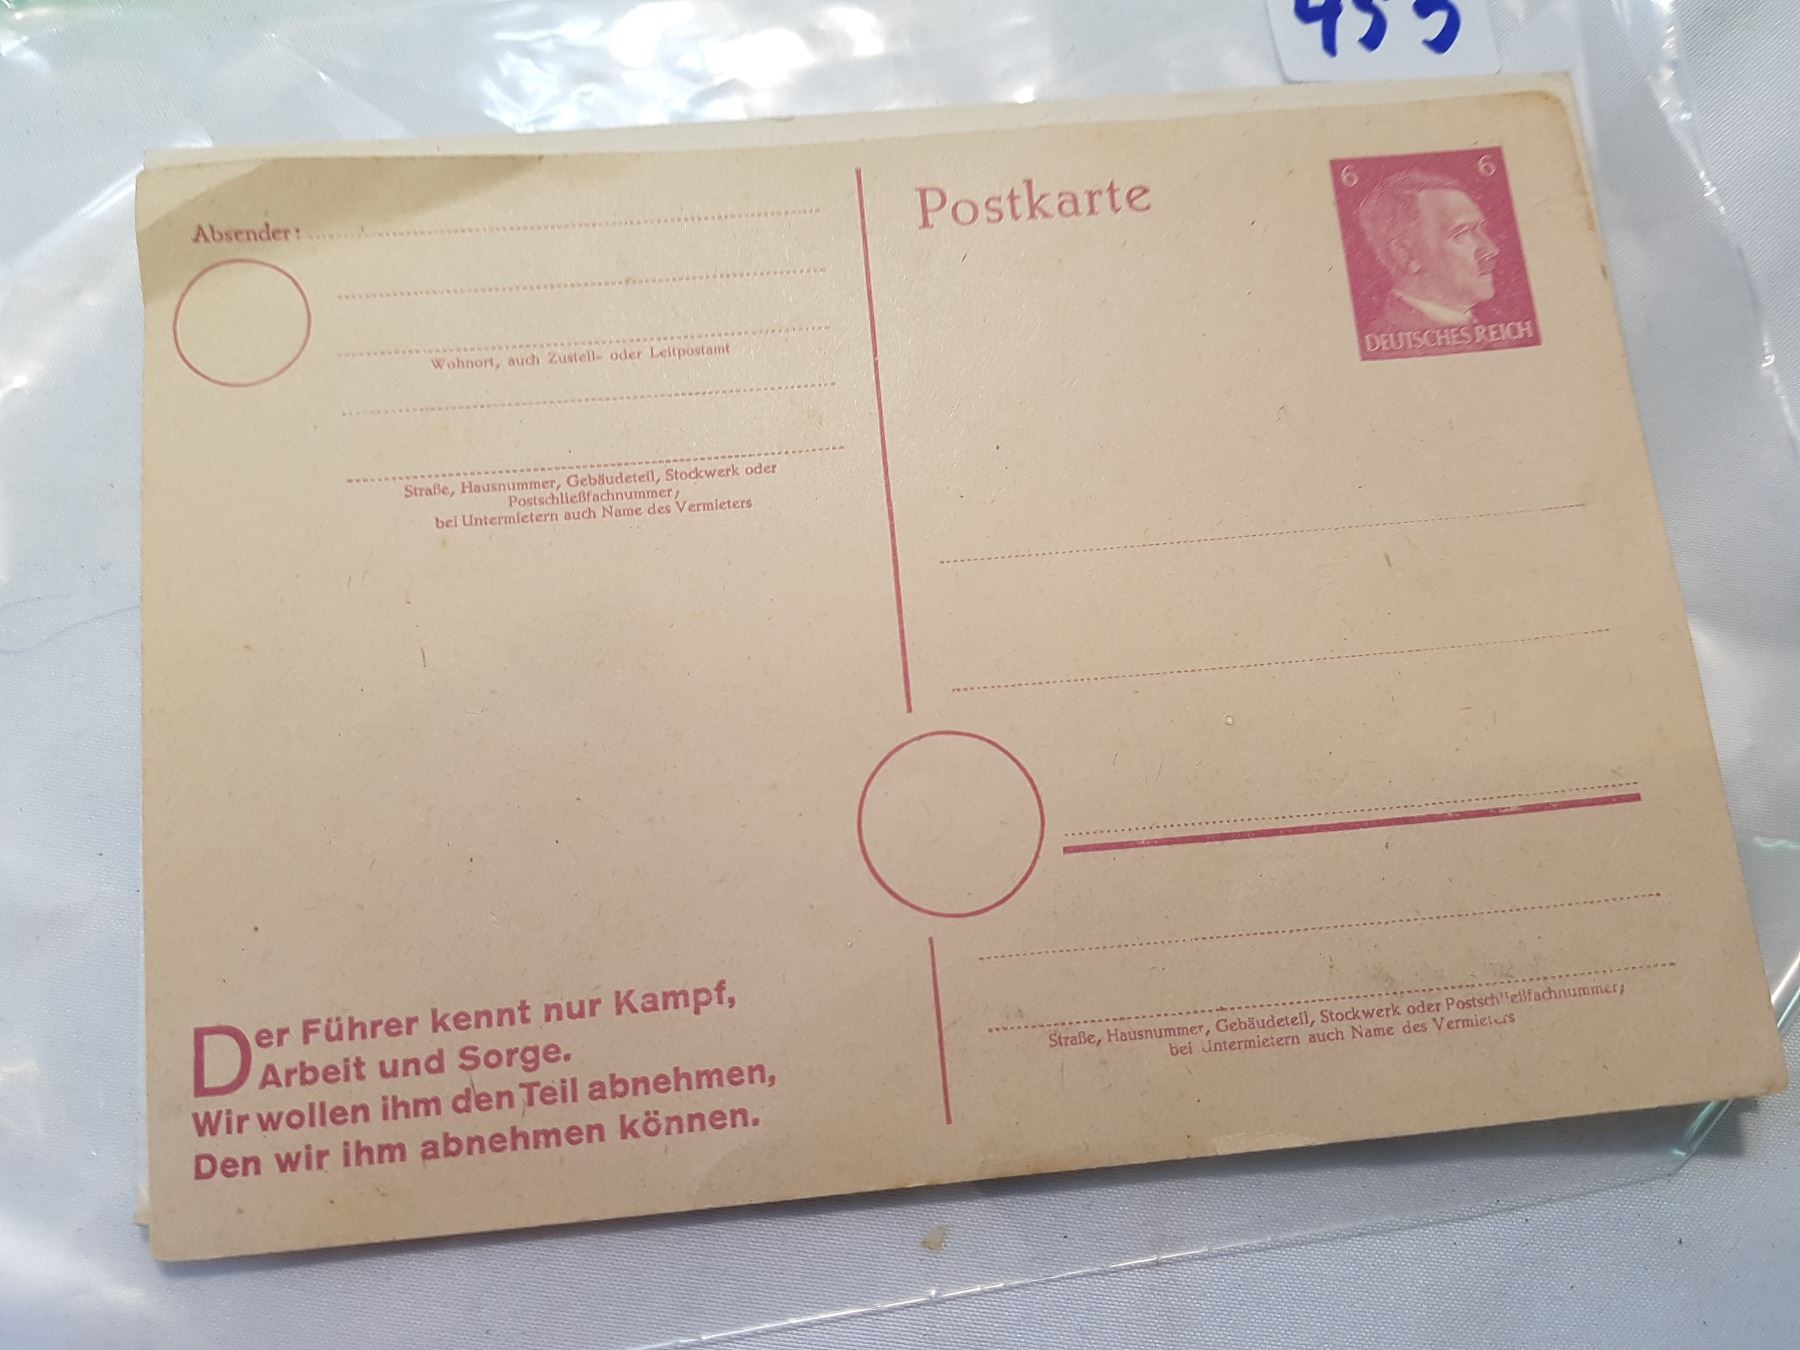 455
Absender:
Wohnort, auch Zustell- oder Leitpostamt
Straße, Hausnummer, Gebäudeteil, Stockwerk oder
Postschließfachnummer;
bei Untermietern auch Name des Vermieters
Der Führer kennt nur Kampf,
Arbeit und Sorge.
Wir wollen ihm den Teil abnehmen,
Den wir ihm abnehmen können.
Postkarte
6 6
DEUTSCHES REICH
Straße, Hausnummer, Gebäudeteil, Stockwerk oder Postschließfachnummer;
bei Untermietern auch Name des Vermieters